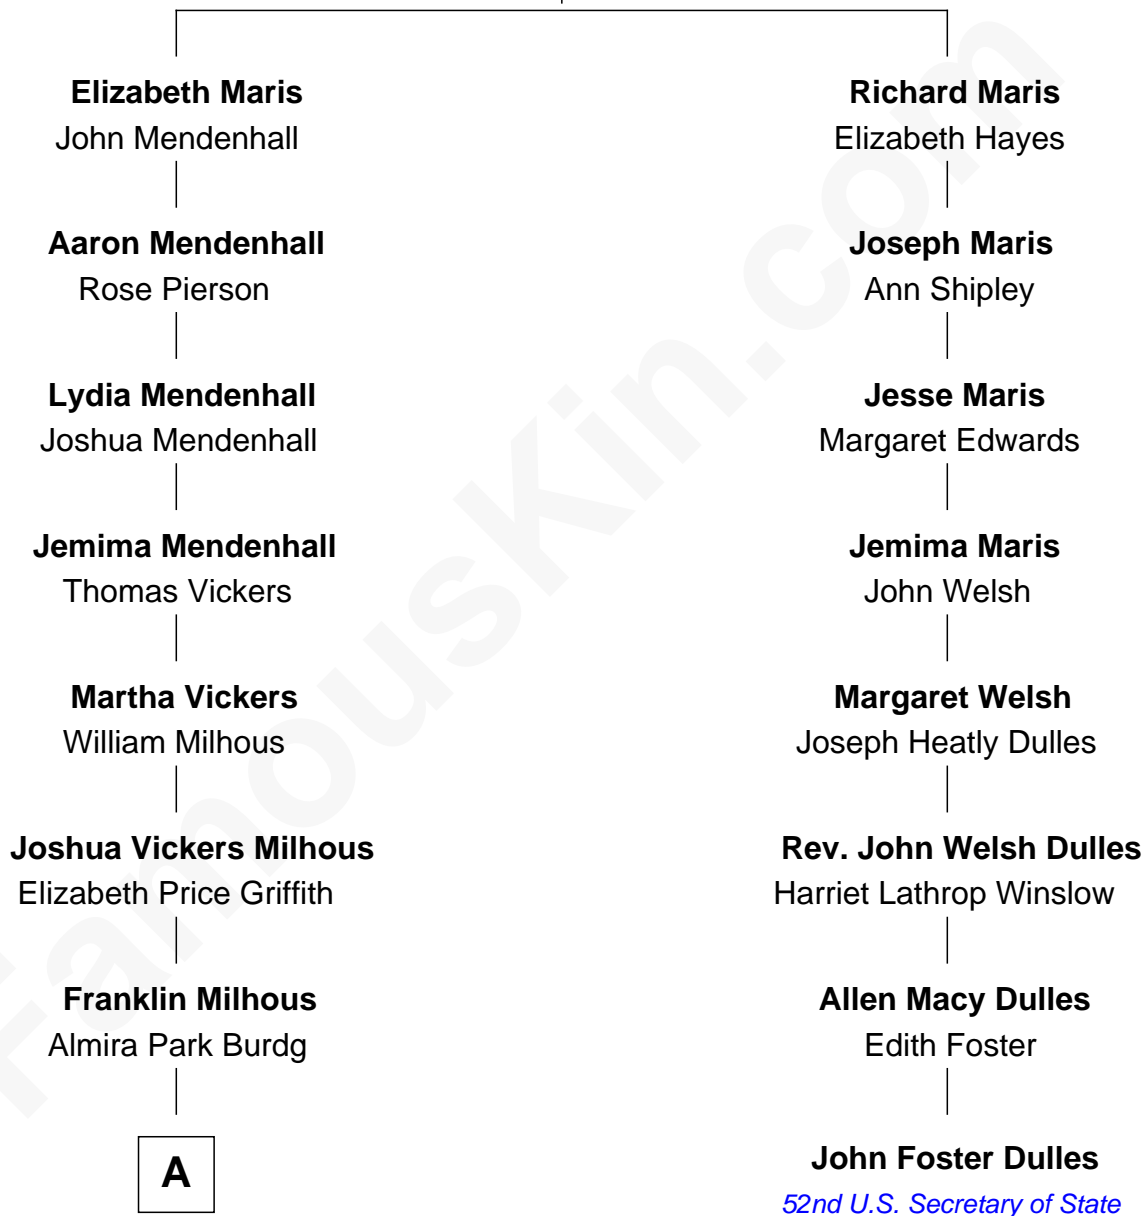 Elizabeth Maris
John Mendenhall
Aaron Mendenhall
Rose Pierson
Lydia Mendenhall
Joshua Mendenhall
Jemima Mendenhall
Thomas Vickers
Martha Vickers
William Milhous
Joshua Vickers Milhous
Elizabeth Price Griffith
Franklin Milhous
Almira Park Burdg
A
Richard Maris
Elizabeth Hayes
Joseph Maris
Ann Shipley
Jesse Maris
Margaret Edwards
Jemima Maris
John Welsh
Margaret Welsh
Joseph Heatly Dulles
Rev. John Welsh Dulles
Harriet Lathrop Winslow
Allen Macy Dulles
Edith Foster
John Foster Dulles
52nd U.S. Secretary of State
FamousKin.com